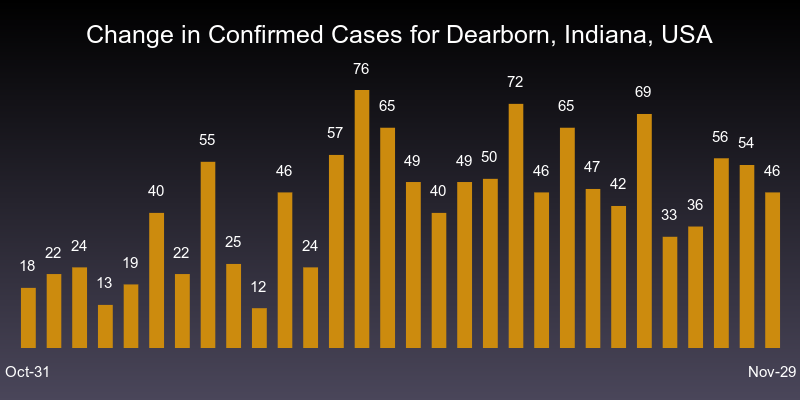 Change in Confirmed Cases for Dearborn, Indiana, USA
18 22 24 13 19 40 22 55 25 12 46 24 57 76 65 49 40 49 50 72 46 65 47 42 69 33 36 56 54 46
Oct-31 Nov-29